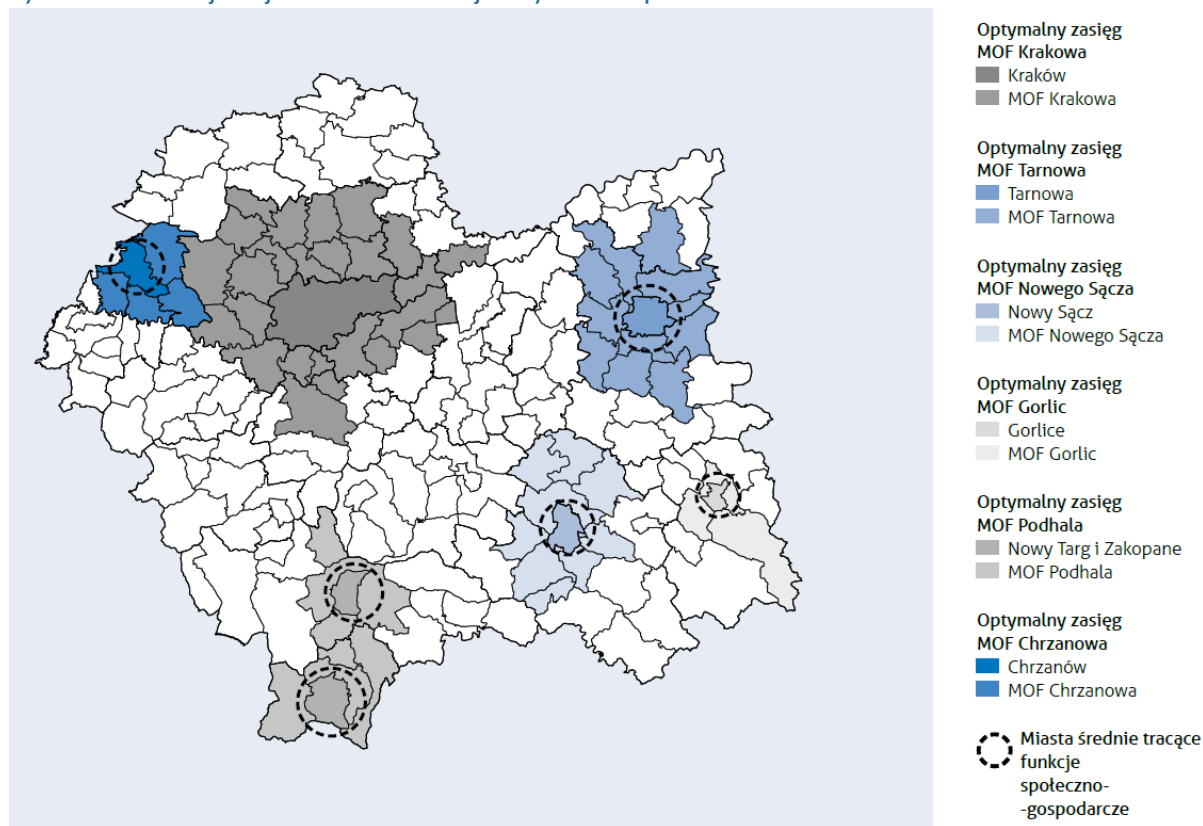 Optymalny zasięg
MOF Krakowa
Kraków
MOF Krakowa
Optymalny zasięg
MOF Tarnowa
Tarnowa
MOF Tarnowa
Optymalny zasięg
MOF Nowego Sącza
Nowy Sącz
MOF Nowego Sącza
Optymalny zasięg
MOF Gorlic
Gorlice
MOF Gorlic
Optymalny zasięg
MOF Podhala
Nowy Targ i Zakopane
MOF Podhala
Optymalny zasięg
MOF Chrzanowa
Chrzanów
MOF Chrzanowa
Miasta średnie tracące
funkcje
społeczno-
-gospodarcze